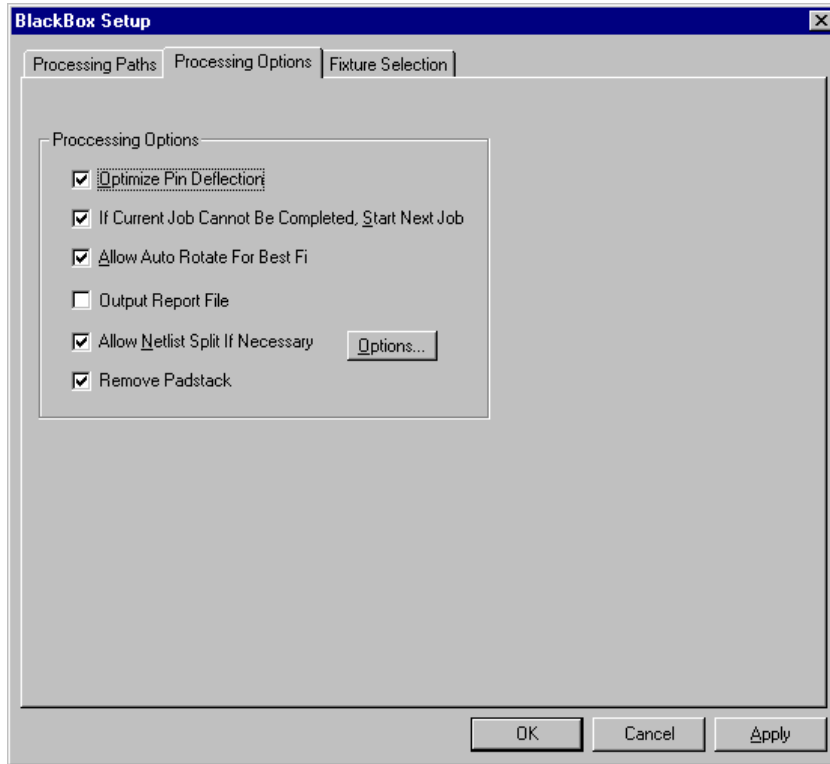 BlackBox Setup
Processing Paths
Processing Options
Fixture Selection
Proccessing Options
Optimize Pin Deflection
If Current Job Cannot Be Completed, Start Next Job
Allow Auto Rotate For Best Fi
Output Report File
Allow Netlist Split If Necessary
Options...
Remove Padstack
OK
Cancel
Apply